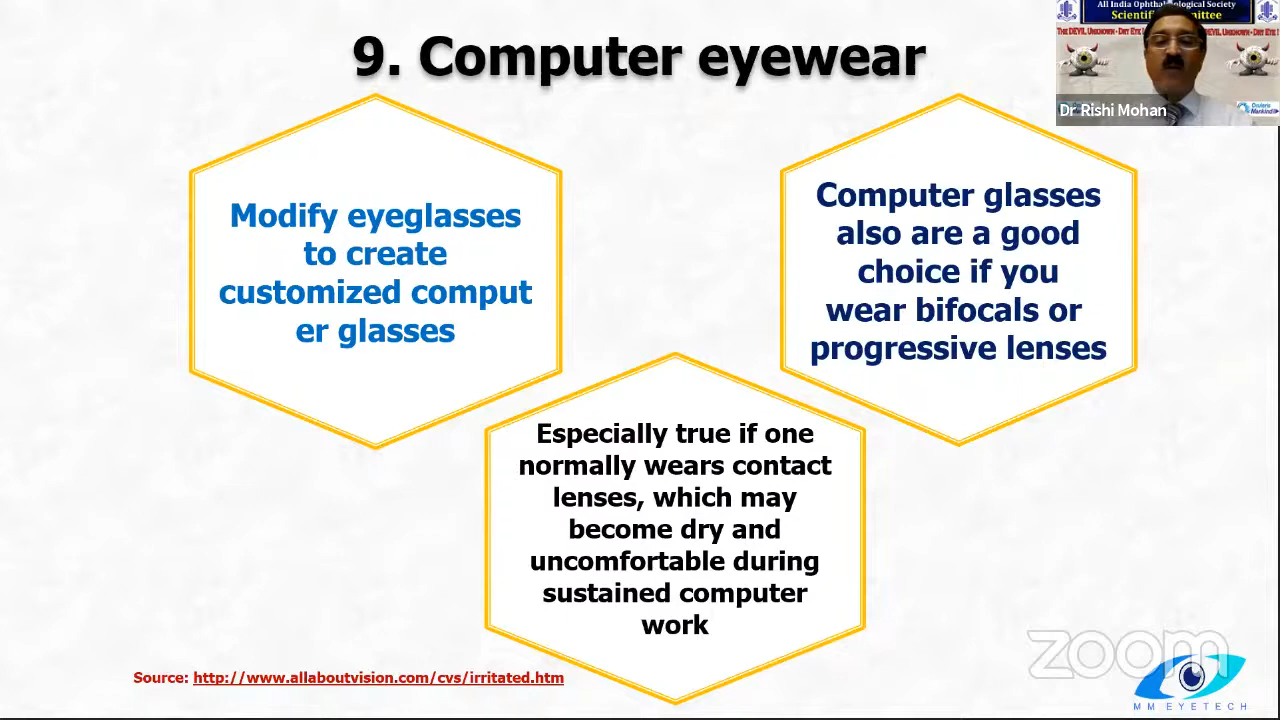 9. Computer eyewear
All India Ophthalmological Society
Scientific Committee
THE DEVIL UNKNOWN - DRY EYE !
Dr Rishi Mohan
Mankind
Modify eyeglasses
to create
customized comput
er glasses
Computer glasses
also are a good
choice if you
wear bifocals or
progressive lenses
Especially true if one
normally wears contact
lenses, which may
become dry and
uncomfortable during
sustained computer
work
Source: http://www.allaboutvision.com/cvs/irritated.htm
zoom
MM EYETECH